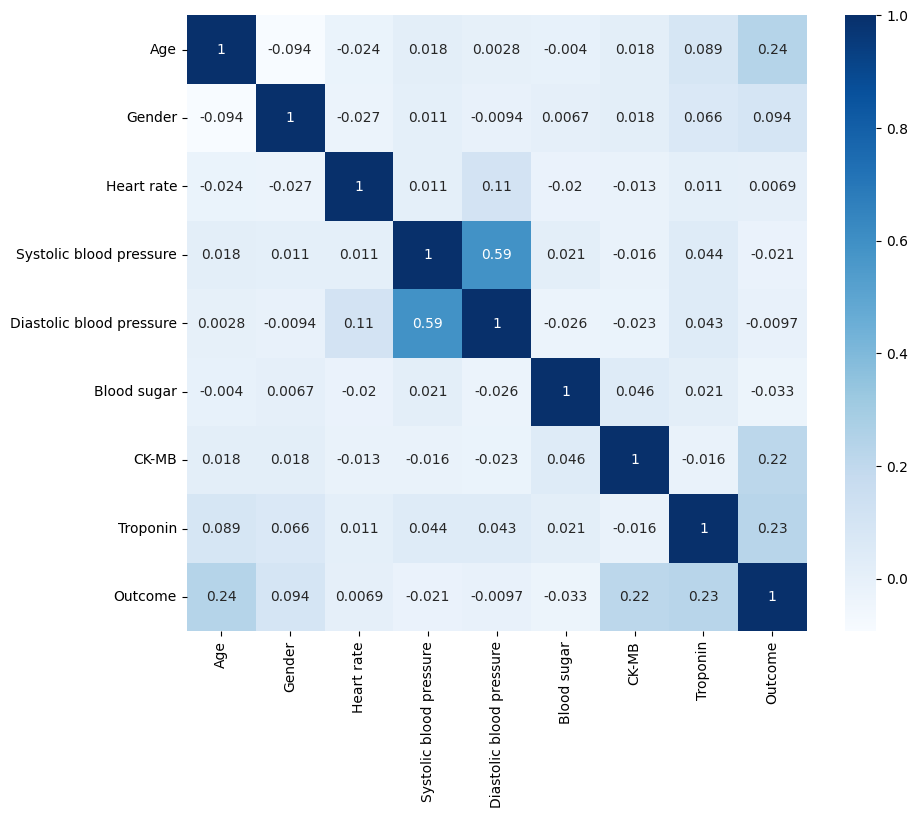 Age 1 -0.094 -0.024 0.018 0.0028 -0.004 0.018 0.089 0.24
Gender -0.094 1 -0.027 0.011 -0.0094 0.0067 0.018 0.066 0.094
Heart rate -0.024 -0.027 1 0.011 0.11 -0.02 -0.013 0.011 0.0069
Systolic blood pressure 0.018 0.011 0.011 1 0.59 0.021 -0.016 0.044 -0.021
Diastolic blood pressure 0.0028 -0.0094 0.11 0.59 1 -0.026 -0.023 0.043 -0.0097
Blood sugar -0.004 0.0067 -0.02 0.021 -0.026 1 0.046 0.021 -0.033
CK-MB 0.018 0.018 -0.013 -0.016 -0.023 0.046 1 -0.016 0.22
Troponin 0.089 0.066 0.011 0.044 0.043 0.021 -0.016 1 0.23
Outcome 0.24 0.094 0.0069 -0.021 -0.0097 -0.033 0.22 0.23 1
Age
Gender
Heart rate
Systolic blood pressure
Diastolic blood pressure
Blood sugar
CK-MB
Troponin
Outcome
1.0
0.8
0.6
0.4
0.2
0.0